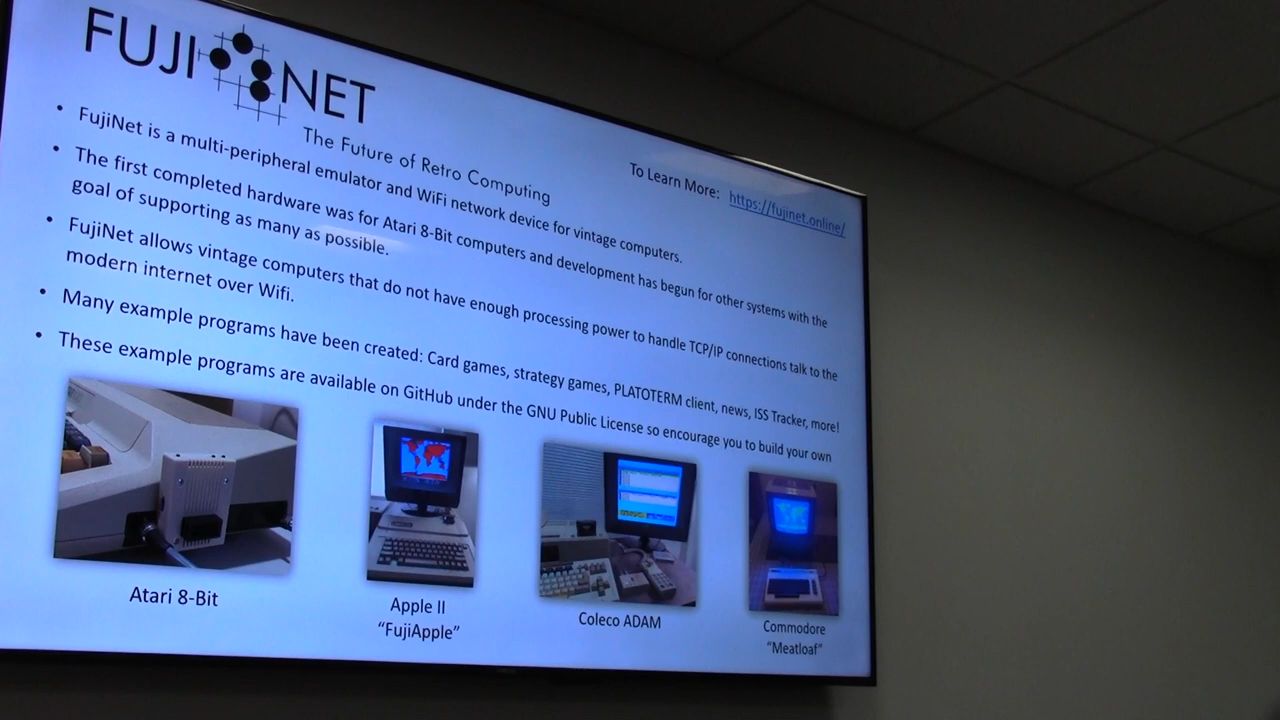 FUJI NET
The Future of Retro Computing
To Learn More: https://fujinet.online/
• FujiNet is a multi-peripheral emulator and WiFi network device for vintage computers.
• The first completed hardware was for Atari 8-Bit computers and development has begun for other systems with the
goal of supporting as many as possible.
• FujiNet allows vintage computers that do not have enough processing power to handle TCP/IP connections talk to the
modern internet over Wifi.
• Many example programs have been created: Card games, strategy games, PLATOTERM client, news, ISS Tracker, more!
• These example programs are available on GitHub under the GNU Public License so encourage you to build your own
Atari 8-Bit
Apple II
“FujiApple”
Coleco ADAM
Commodore
“Meatloaf”